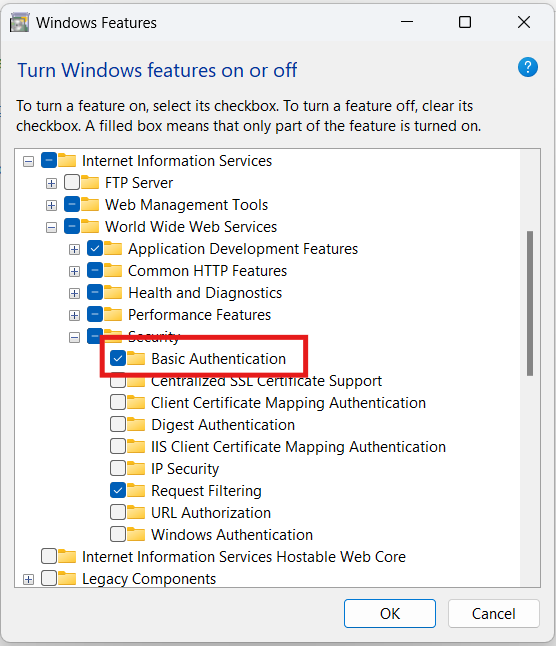 Windows Features
Turn Windows features on or off
?
To turn a feature on, select its checkbox. To turn a feature off, clear its
checkbox. A filled box means that only part of the feature is turned on.
Internet Information Services
FTP Server
Web Management Tools
World Wide Web Services
Application Development Features
Common HTTP Features
Health and Diagnostics
Performance Features
Security
Basic Authentication
Centralized SSL Certificate Support
Client Certificate Mapping Authentication
Digest Authentication
IIS Client Certificate Mapping Authentication
IP Security
Request Filtering
URL Authorization
Windows Authentication
Internet Information Services Hostable Web Core
Legacy Components
OK Cancel